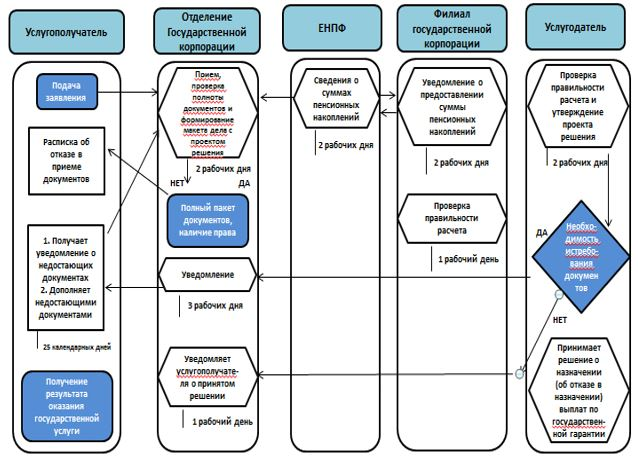 Услугополучатель
Отделение
Государственной
корпорации
ЕНПФ
Филиал
государственной
корпорации
Услугодатель
Подача
заявления
Расписка об
отказе в
приеме
документов
1. Получает
уведомление о
недостающих
документах
2. Дополняет
недостающими
документами
25 календарных дней
Получение
результата
оказания
государственной
услуги
Прием,
проверка
полноты
документов и
формирование
макета дела с
проектом
решения
2 рабочих дня
НЕТ
ДА
Полный пакет
документов,
наличие права
Уведомление
3 рабочих дня
Уведомляет
услугополучате-
ля о принятом
решении
1 рабочий день
Сведения о
суммах
пенсионных
накоплений
2 рабочих дня
Уведомление о
предоставлении
суммы
пенсионных
накоплений
2 рабочих дня
Проверка
правильности
расчета
1 рабочий день
Проверка
правильности
расчета и
утверждение
проекта
решения
2 рабочих дня
ДА
Необхо-
димость
истребо-
вания
докумен
тов
НЕТ
Принимает
решение о
назначении
(об отказе в
назначении)
выплат по
государствен-
ной гарантии